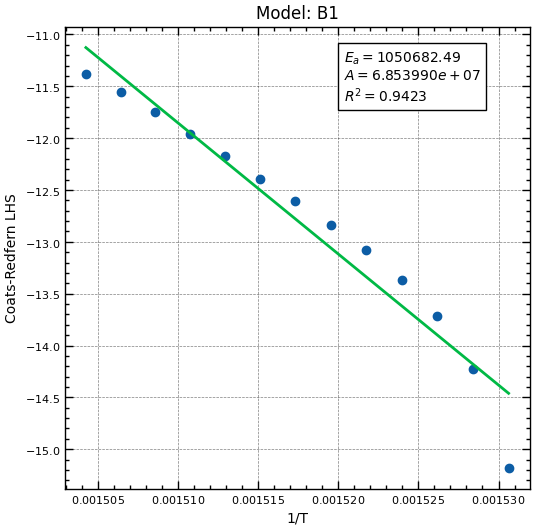 Model: B1
E_a = 1050682.49
A = 6.853990e + 07
R² = 0.9423
Coats-Redfern LHS
−11.0
−11.5
−12.0
−12.5
−13.0
−13.5
−14.0
−14.5
−15.0
0.001505 0.001510 0.001515 0.001520 0.001525 0.001530
1/T